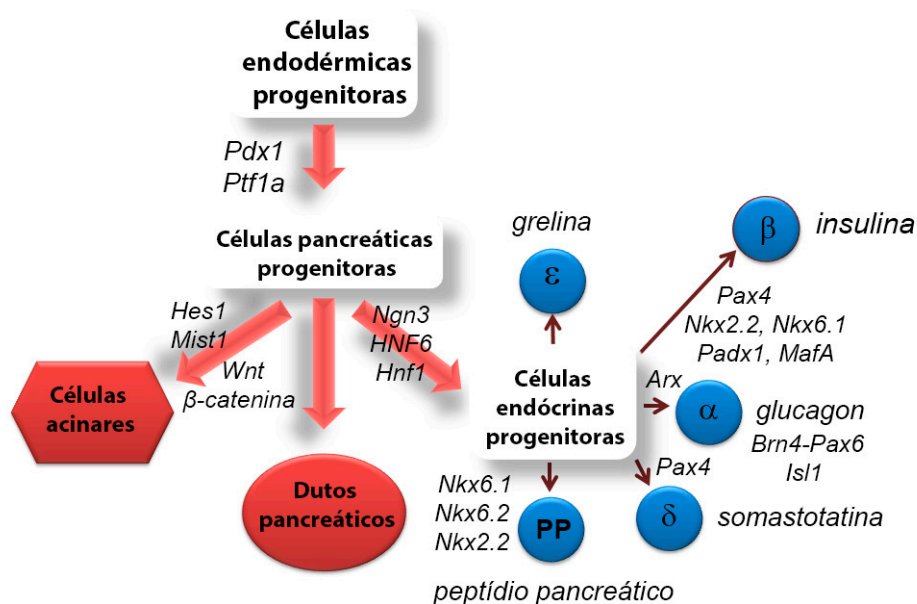 Células
endodérmicas
progenitoras
Pdx1
Ptf1a
Células pancreáticas
progenitoras
Hes1
Mist1
Wnt
β-catenina
Ngn3
HNF6
Hnf1
Células
acinares
Dutos
pancreáticos
Células
endócrinas
progenitoras
grelina
ε
β
insulina
Pax4
Nkx2.2, Nkx6.1
Padx1, MafA
Arx
α
glucagon
Brn4-Pax6
Isl1
Pax4
δ
somastotatina
Nkx6.1
Nkx6.2
Nkx2.2
PP
peptídio pancreático